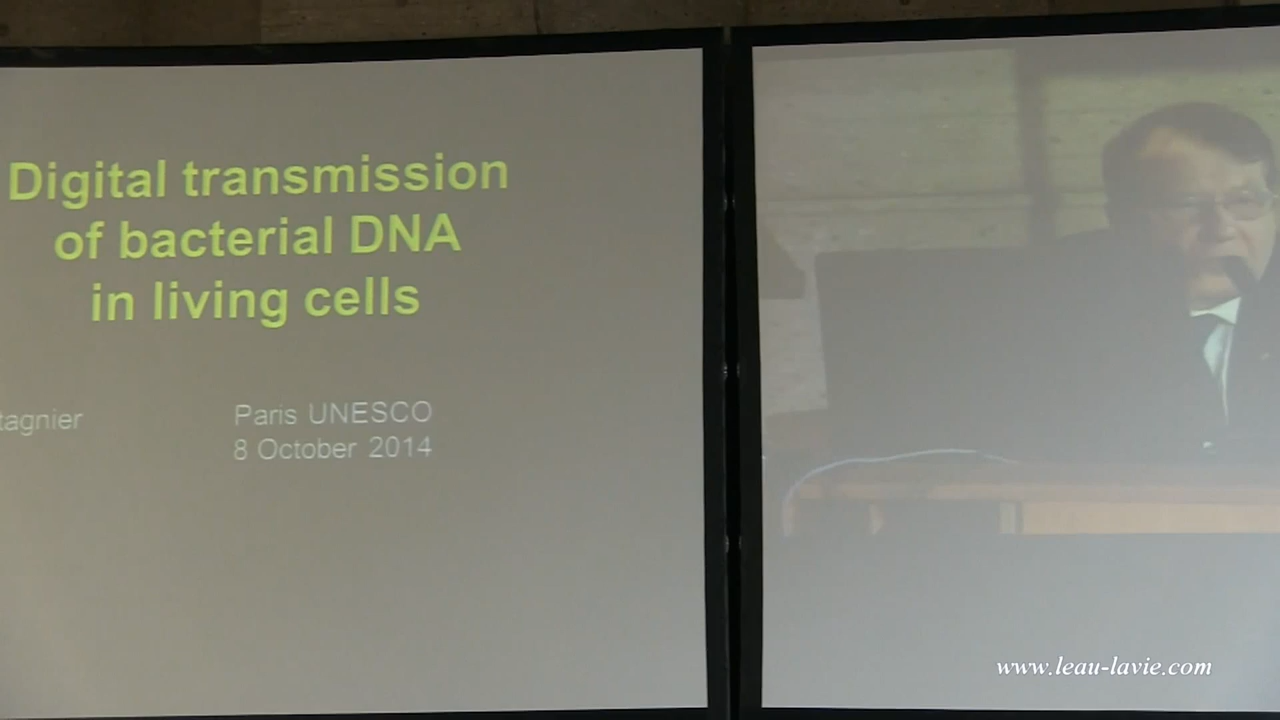 Digital transmission
of bacterial DNA
in living cells
tagnier
Paris UNESCO
8 October 2014
www.leau-lavie.com